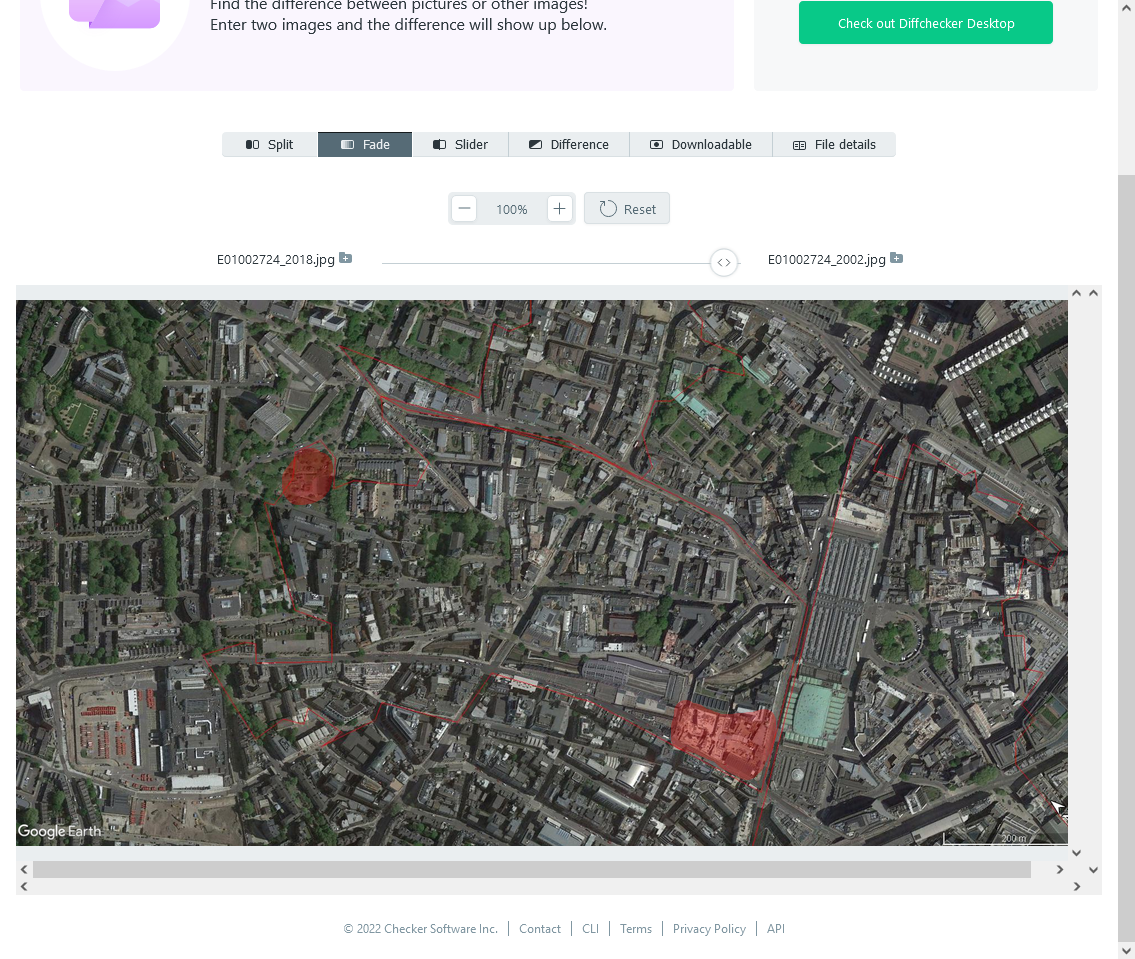 Find the difference between pictures or other images!
Enter two images and the difference will show up below.
Check out Diffchecker Desktop
Split
Fade
Slider
Difference
Downloadable
File details
100%
Reset
E01002724_2018.jpg
E01002724_2002.jpg
Google Earth
200 m
© 2022 Checker Software Inc.
Contact
CLI
Terms
Privacy Policy
API